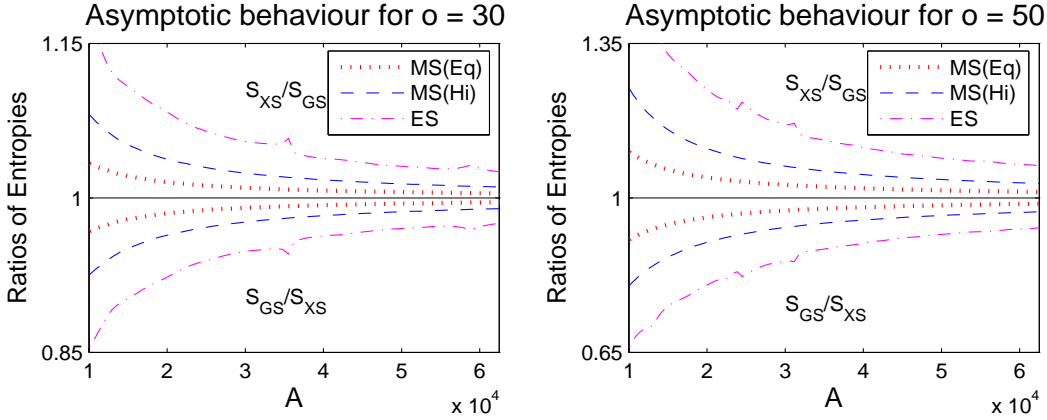 Asymptotic behaviour for o = 30
1.15
1
0.85
Ratios of Entropies
S_XS/S_GS
MS(Eq)
MS(Hi)
ES
S_GS/S_XS
1 2 3 4 5 6
A
x 10^4
Asymptotic behaviour for o = 50
1.35
1
0.65
Ratios of Entropies
S_XS/S_GS
MS(Eq)
MS(Hi)
ES
S_GS/S_XS
1 2 3 4 5 6
A
x 10^4